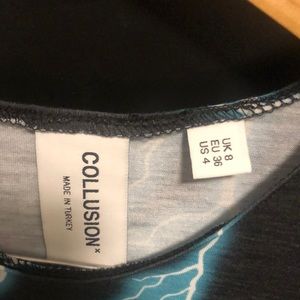 COLLUSION×
MADE IN TURKEY
UK 8
EU 36
US 4